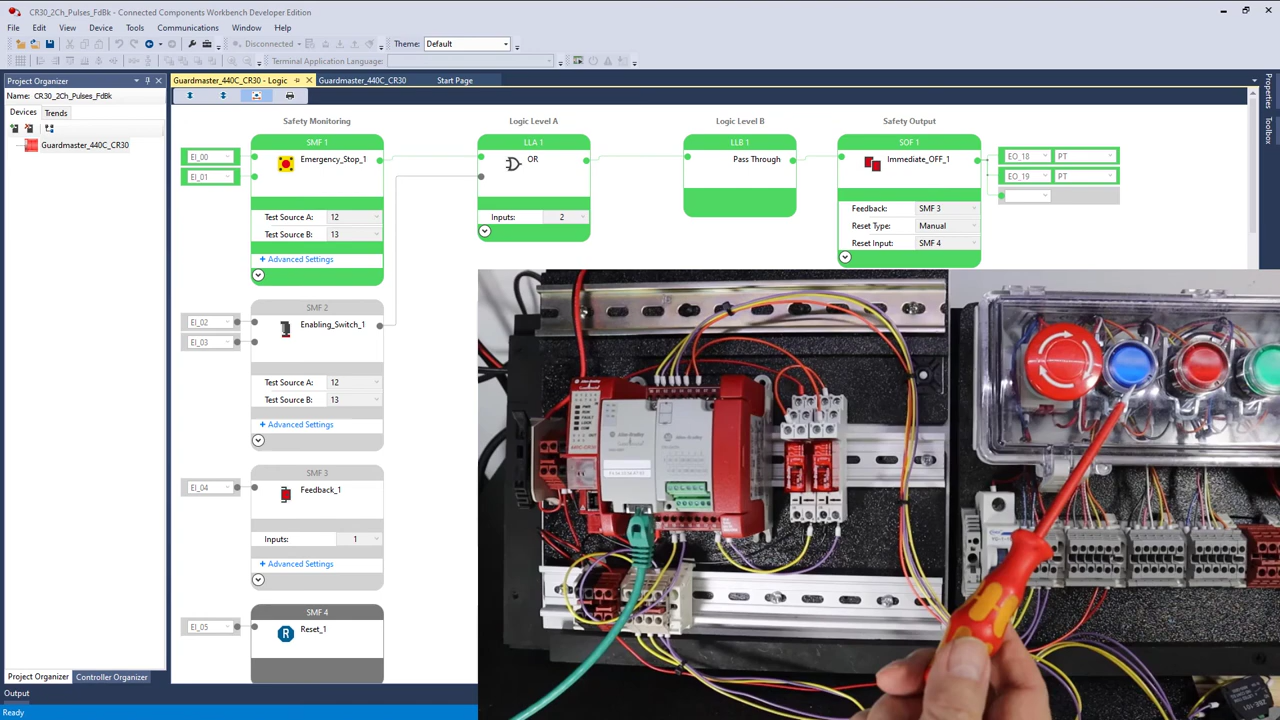 CR30_2Ch_Pulses_FdBk - Connected Components Workbench Developer Edition
File Edit View Device Tools Communications Window Help
Disconnected Theme: Default
Terminal Application Language:
Project Organizer
Name: CR30_2Ch_Pulses_FdBk
Devices Trends
Guardmaster_440C_CR30
Project Organizer Controller Organizer
Output
Ready
Guardmaster_440C_CR30 - Logic Guardmaster_440C_CR30 Start Page
Safety Monitoring Logic Level A Logic Level B Safety Output
SMF 1
EI_00
EI_01
Emergency_Stop_1
Test Source A: 12
Test Source B: 13
+ Advanced Settings
LLA 1
OR
Inputs: 2
LLB 1
Pass Through
SOF 1
Immediate_OFF_1
Feedback: SMF 3
Reset Type: Manual
Reset Input: SMF 4
EO_18 PT
EO_19 PT
SMF 2
EI_02
EI_03
Enabling_Switch_1
Test Source A: 12
Test Source B: 13
+ Advanced Settings
SMF 3
EI_04
Feedback_1
Inputs: 1
+ Advanced Settings
SMF 4
EI_05
R
Reset_1
Properties
Toolbox